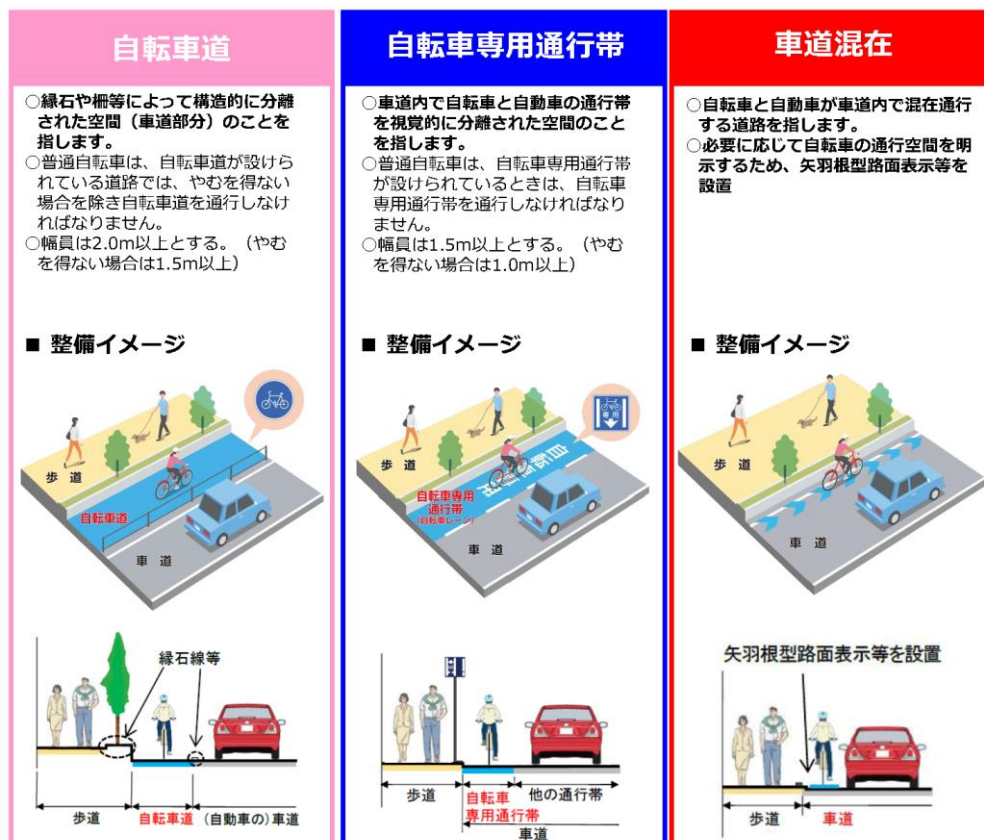 自転車道
○縁石や柵等によって構造的に分離
された空間（車道部分）のことを
指します。
○普通自転車は、自転車道が設けら
れている道路では、やむを得ない
場合を除き自転車道を通行しなけ
ればなりません。
○幅員は2.0m以上とする。（やむ
を得ない場合は1.5m以上）
■ 整備イメージ
歩 道
自転車道
車 道
縁石線等
歩道
自転車道
(自動車の)車道
自転車専用通行帯
○車道内で自転車と自動車の通行帯
を視覚的に分離された空間のこと
を指します。
○普通自転車は、自転車専用通行帯
が設けられているときは、自転車
専用通行帯を通行しなければなり
ません。
○幅員は1.5m以上とする。（やむ
を得ない場合は1.0m以上）
■ 整備イメージ
専用
歩 道
自転車専用
自転車専用
通行帯
(自転車レーン)
車 道
歩道
自転車
専用通行帯
他の通行帯
車道
車道混在
○自転車と自動車が車道内で混在通行
する道路を指します。
○必要に応じて自転車の通行空間を明
示するため、矢羽根型路面表示等を
設置
■ 整備イメージ
歩 道
車 道
矢羽根型路面表示等を設置
歩道
車道